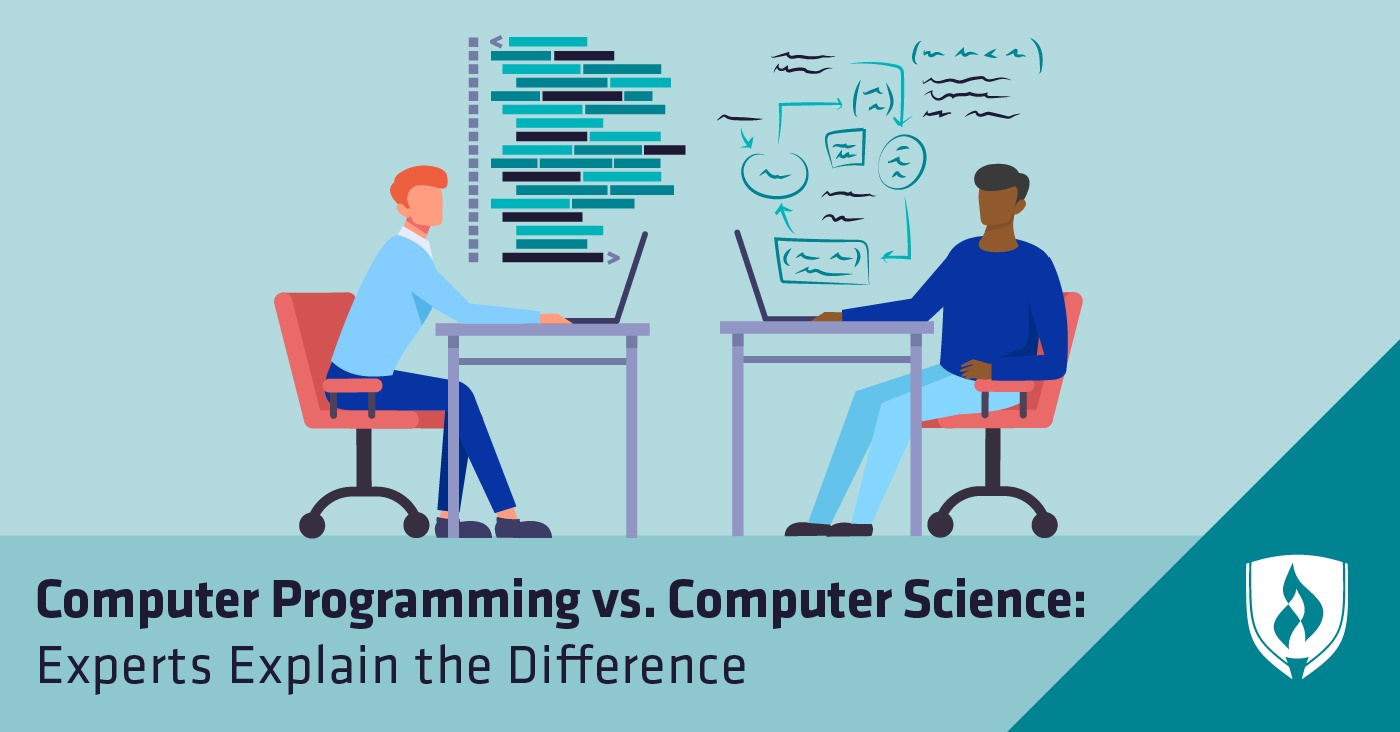 Computer Programming vs. Computer Science:
Experts Explain the Difference